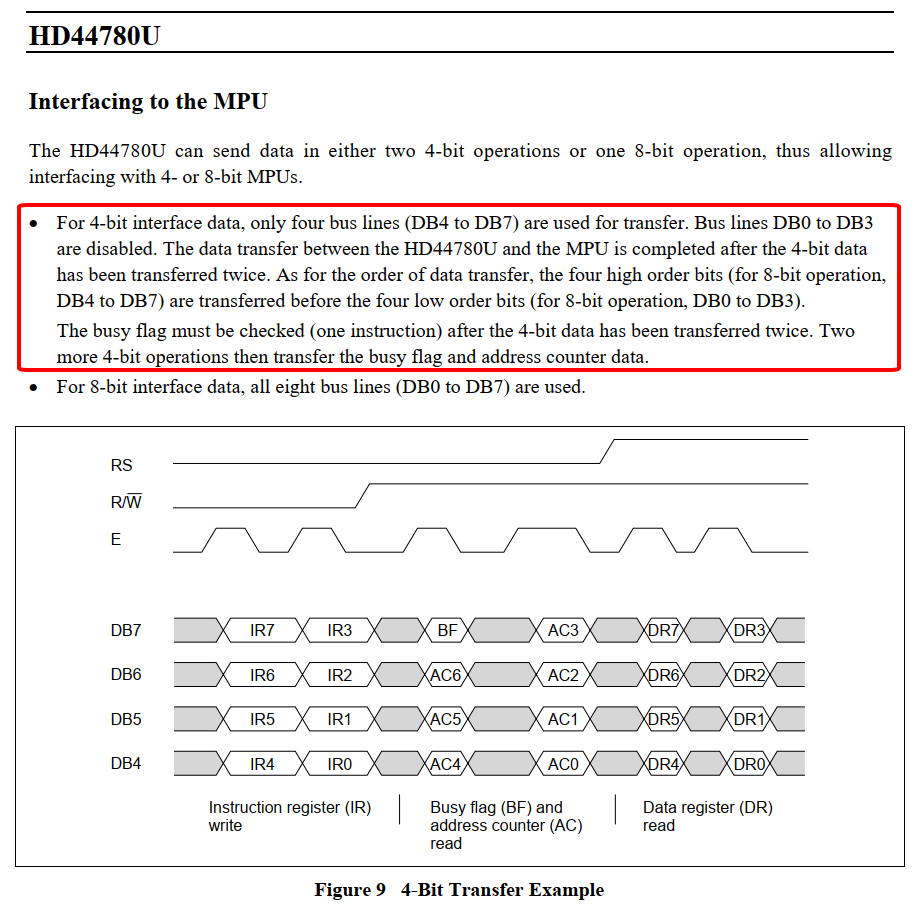 HD44780U
Interfacing to the MPU
The HD44780U can send data in either two 4-bit operations or one 8-bit operation, thus allowing
interfacing with 4- or 8-bit MPUs.
• For 4-bit interface data, only four bus lines (DB4 to DB7) are used for transfer. Bus lines DB0 to DB3
are disabled. The data transfer between the HD44780U and the MPU is completed after the 4-bit data
has been transferred twice. As for the order of data transfer, the four high order bits (for 8-bit operation,
DB4 to DB7) are transferred before the four low order bits (for 8-bit operation, DB0 to DB3).
The busy flag must be checked (one instruction) after the 4-bit data has been transferred twice. Two
more 4-bit operations then transfer the busy flag and address counter data.
• For 8-bit interface data, all eight bus lines (DB0 to DB7) are used.
RS
R/W̅
E
DB7 IR7 IR3 BF AC3 DR7 DR3
DB6 IR6 IR2 AC6 AC2 DR6 DR2
DB5 IR5 IR1 AC5 AC1 DR5 DR1
DB4 IR4 IR0 AC4 AC0 DR4 DR0
Instruction register (IR)
write
Busy flag (BF) and
address counter (AC)
read
Data register (DR)
read
Figure 9 4-Bit Transfer Example